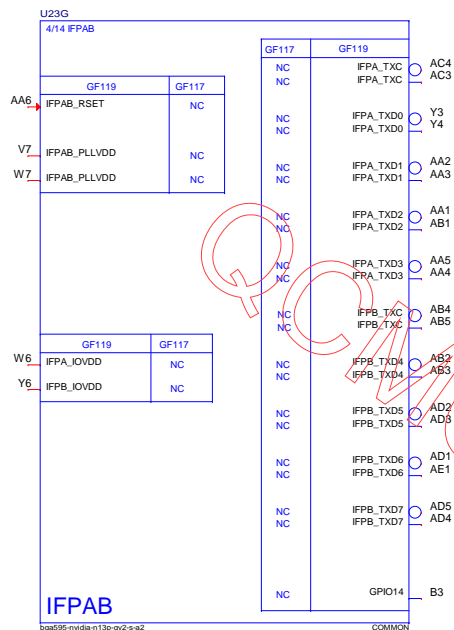 U23G
4/14 IFPAB
GF119 GF117
AA6 IFPAB_RSET NC
V7 IFPAB_PLLVDD NC
W7 IFPAB_PLLVDD NC
GF119 GF117
W6 IFPA_IOVDD NC
Y6 IFPB_IOVDD NC
GF117 GF119
NC IFPA_TXC AC4
NC IFPA_TXC AC3
NC IFPA_TXD0 Y3
NC IFPA_TXD0 Y4
NC IFPA_TXD1 AA2
NC IFPA_TXD1 AA3
NC IFPA_TXD2 AA1
NC IFPA_TXD2 AB1
NC IFPA_TXD3 AA5
NC IFPA_TXD3 AA4
NC IFPB_TXC AB4
NC IFPB_TXC AB5
NC IFPB_TXD4 AB2
NC IFPB_TXD4 AB3
NC IFPB_TXD5 AD2
NC IFPB_TXD5 AD3
NC IFPB_TXD6 AD1
NC IFPB_TXD6 AE1
NC IFPB_TXD7 AD5
NC IFPB_TXD7 AD4
NC GPIO14 B3
IFPAB
bga595-nvidia-n13p-gv2-s-a2 COMMON
QCM